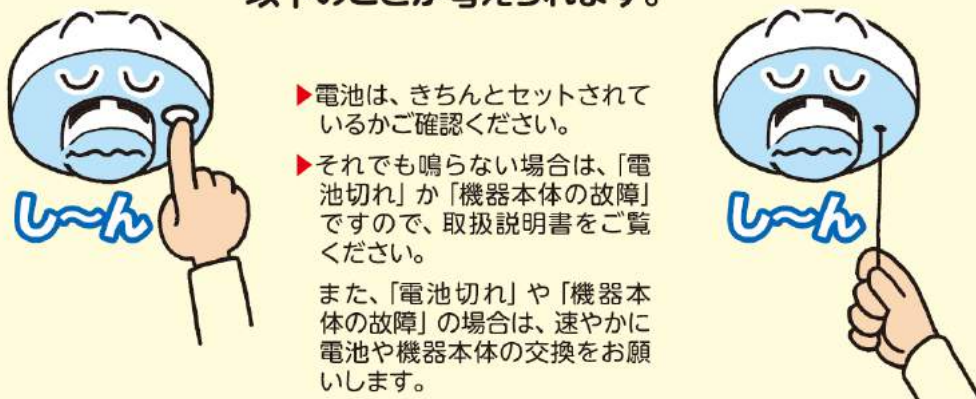 以下のことが考えられます。
▶電池は、きちんとセットされて
いるかご確認ください。
▶それでも鳴らない場合は、「電
池切れ」か「機器本体の故障」
ですので、取扱説明書をご覧
ください。
また、「電池切れ」や「機器本
体の故障」の場合は、速やかに
電池や機器本体の交換をお願
いします。
し〜ん
し〜ん